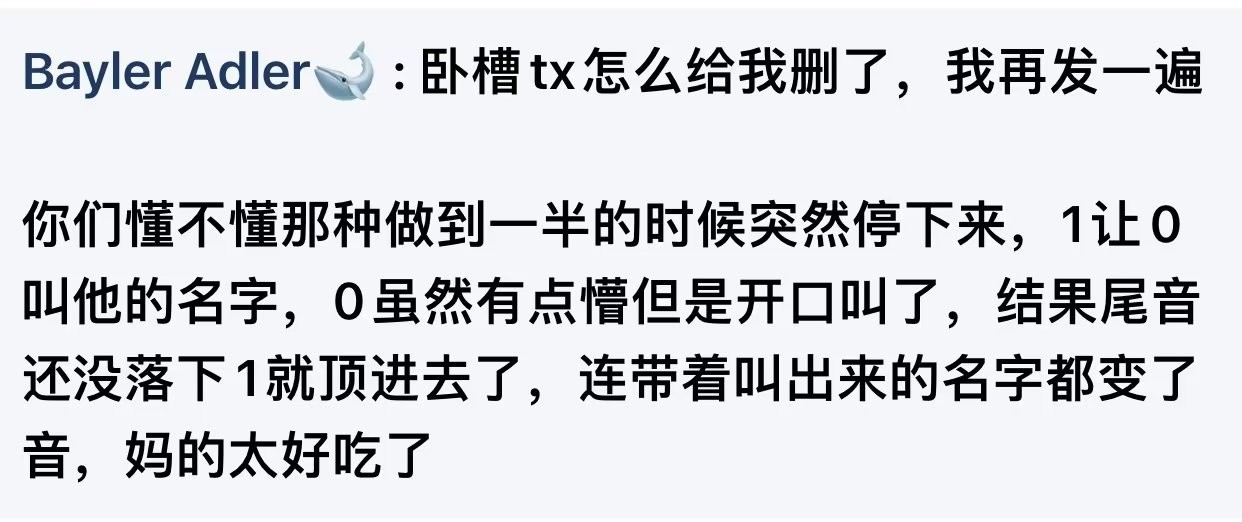 Bayler Adler🐋：卧槽tx怎么给我删了，我再发一遍
你们懂不懂那种做到一半的时候突然停下来，1让0
叫他的名字，0虽然有点懵但是开口叫了，结果尾音
还没落下1就顶进去了，连带着叫出来的名字都变了
音，妈的太好吃了